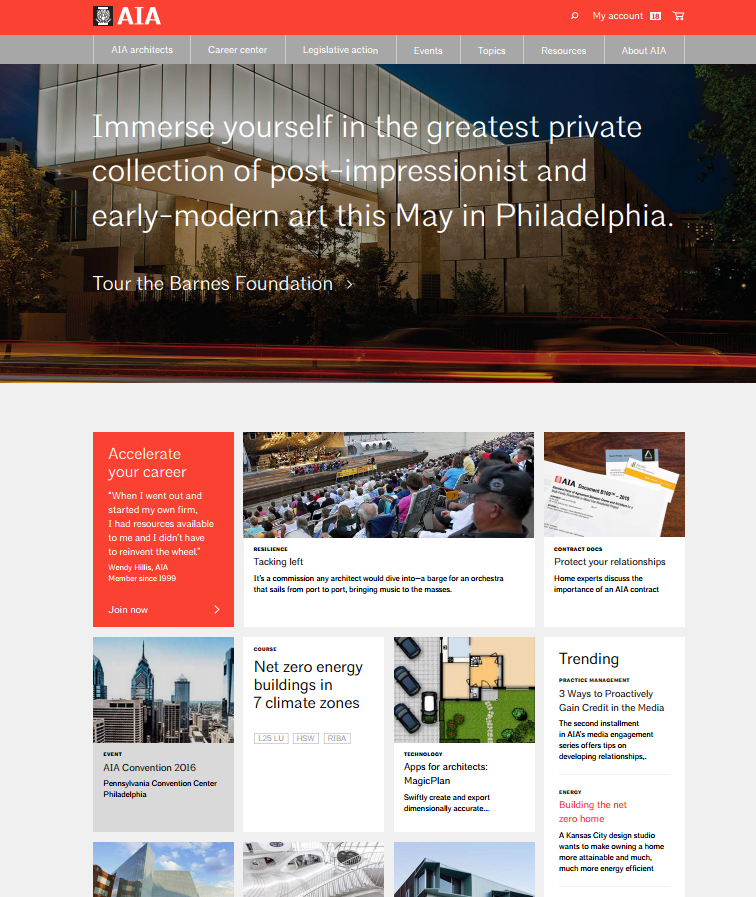 AIA
My account
18
AIA architects
Career center
Legislative action
Events
Topics
Resources
About AIA
Immerse yourself in the greatest private
collection of post-impressionist and
early-modern art this May in Philadelphia.
Tour the Barnes Foundation
Accelerate
your career
"When I went out and
started my own firm,
I had resources available
to me and I didn't have
to reinvent the wheel."
Wendy Hillis, AIA
Member since 1999
Join now
RESILIENCE
Tacking left
It's a commission any architect would dive into—a barge for an orchestra
that sails from port to port, bringing music to the masses.
AIA Document B109™ – 2010
CONTRACT DOCS
Protect your relationships
Home experts discuss the
importance of an AIA contract
EVENT
AIA Convention 2016
Pennsylvania Convention Center
Philadelphia
COURSE
Net zero energy
buildings in
7 climate zones
1.25 LU
HSW
RIBA
TECHNOLOGY
Apps for architects:
MagicPlan
Swiftly create and export
dimensionally accurate...
Trending
PRACTICE MANAGEMENT
3 Ways to Proactively
Gain Credit in the Media
The second installment
in AIA's media engagement
series offers tips on
developing relationships,.
ENERGY
Building the net
zero home
A Kansas City design studio
wants to make owning a home
more attainable and much,
much more energy efficient